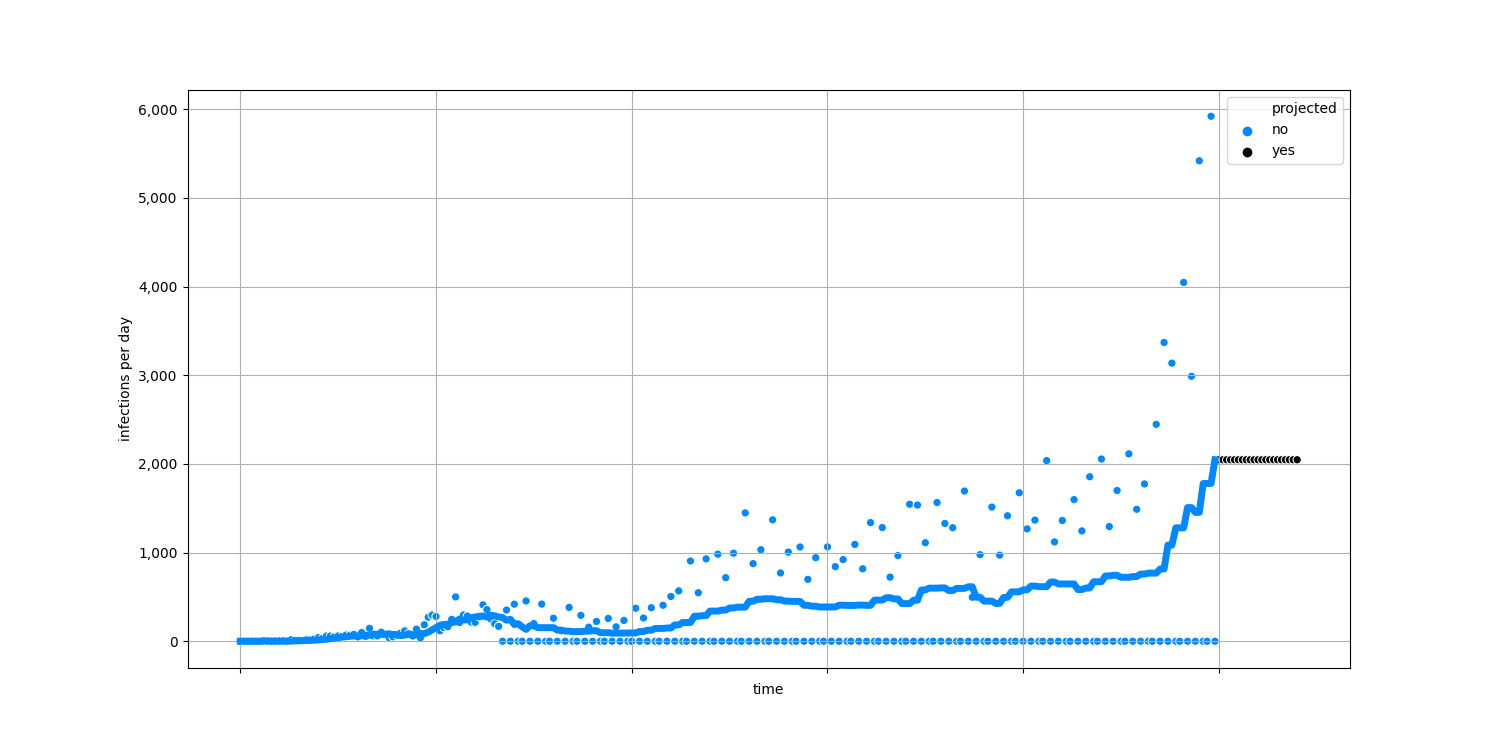 6,000
5,000
4,000
3,000
2,000
1,000
0
infections per day
time
projected
no
yes